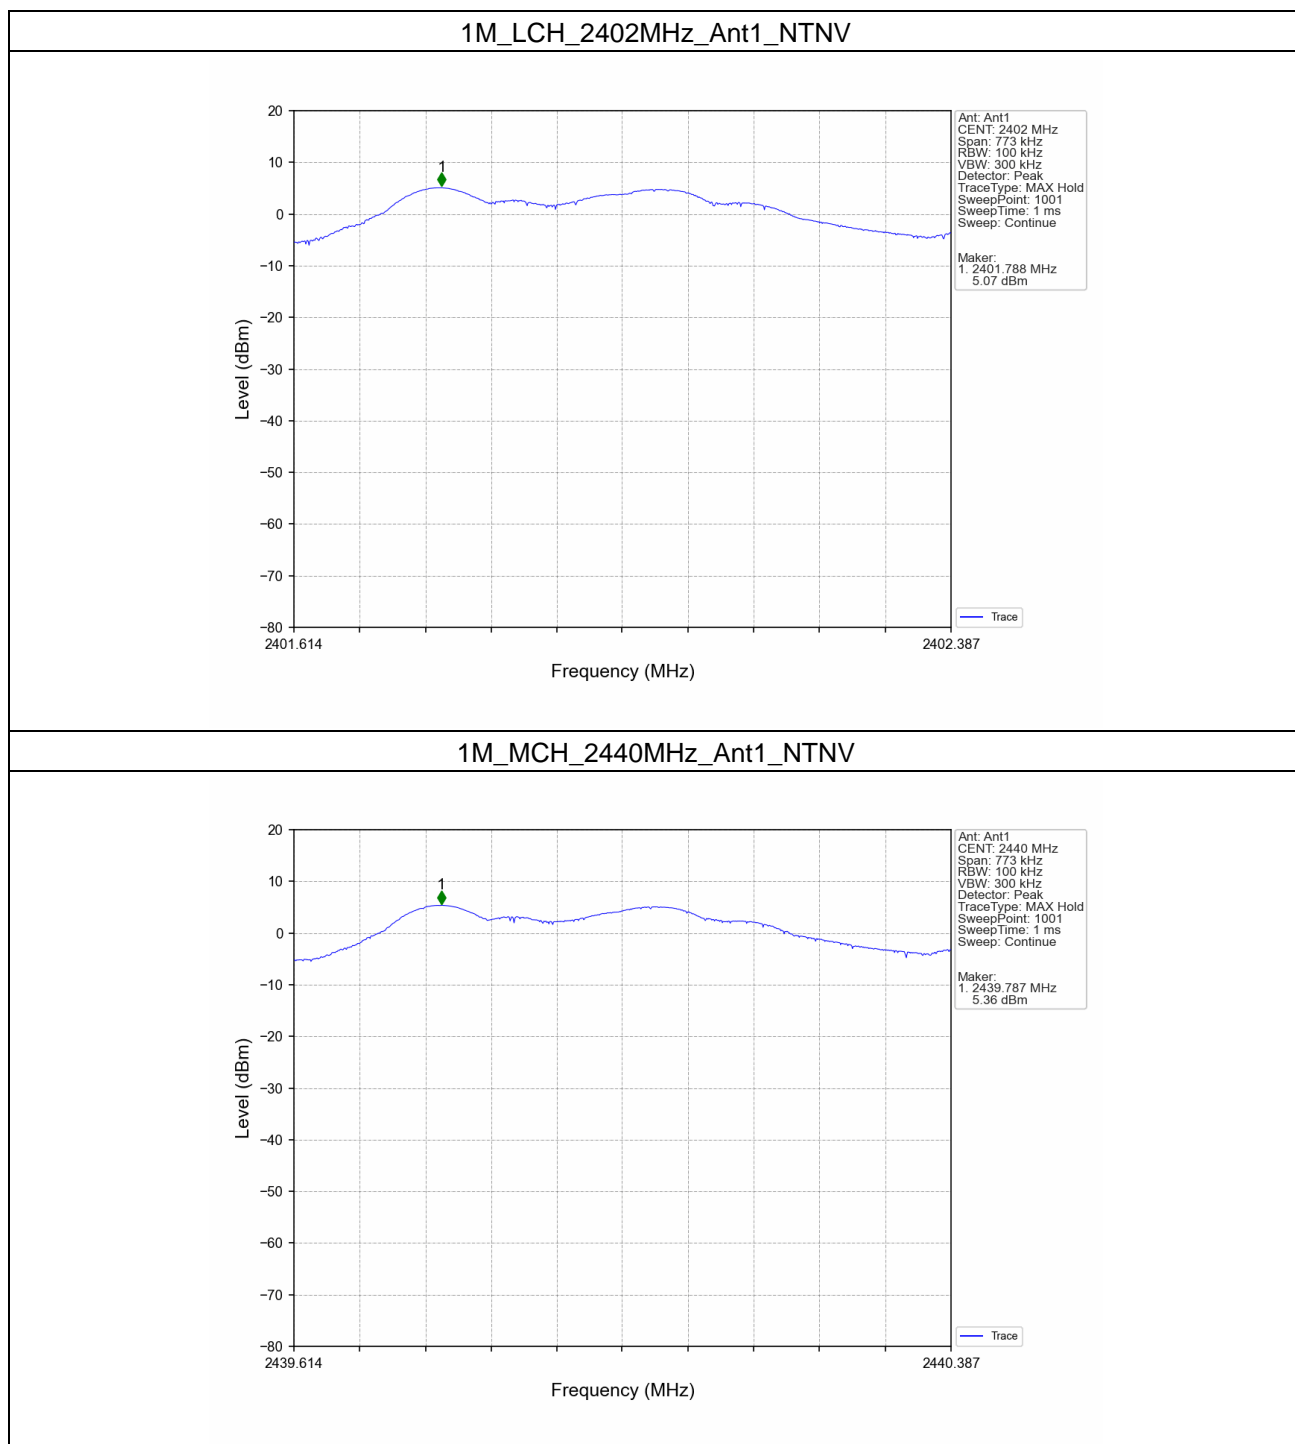 1M_LCH_2402MHz_Ant1_NTNV
20
10
0
−10
−20
−30
−40
−50
−60
−70
−80
Level (dBm)
1
2401.614
2402.387
Frequency (MHz)
Ant: Ant1
CENT: 2402 MHz
Span: 773 kHz
RBW: 100 kHz
VBW: 300 kHz
Detector: Peak
TraceType: MAX Hold
SweepPoint: 1001
SweepTime: 1 ms
Sweep: Continue
Maker:
1. 2401.788 MHz
5.07 dBm
Trace
1M_MCH_2440MHz_Ant1_NTNV
20
10
0
−10
−20
−30
−40
−50
−60
−70
−80
Level (dBm)
1
2439.614
2440.387
Frequency (MHz)
Ant: Ant1
CENT: 2440 MHz
Span: 773 kHz
RBW: 100 kHz
VBW: 300 kHz
Detector: Peak
TraceType: MAX Hold
SweepPoint: 1001
SweepTime: 1 ms
Sweep: Continue
Maker:
1. 2439.787 MHz
5.36 dBm
Trace